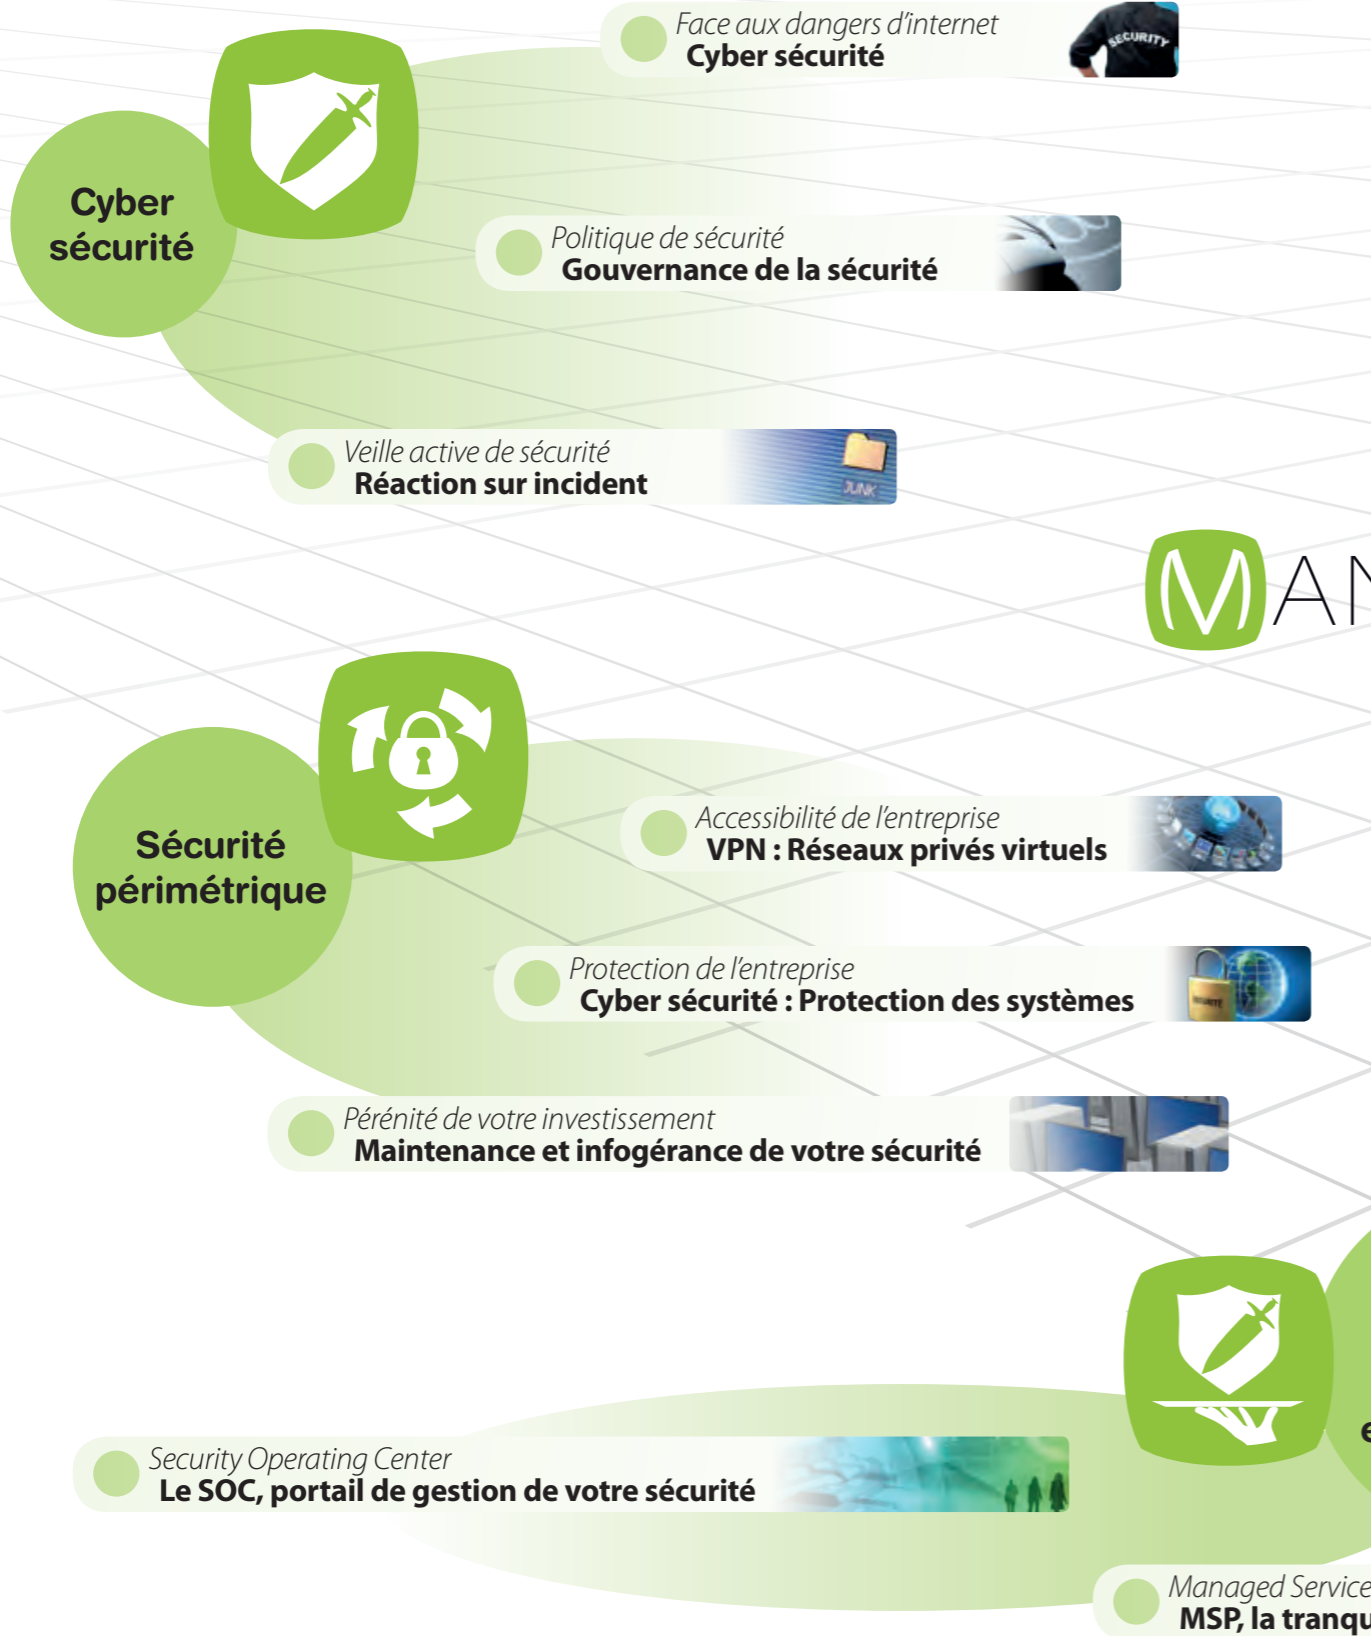 Face aux dangers d’internet
Cyber sécurité
SECURITY
Cyber
sécurité
Politique de sécurité
Gouvernance de la sécurité
Veille active de sécurité
Réaction sur incident
JUNK
MAN
Sécurité
périmétrique
Accessibilité de l’entreprise
VPN : Réseaux privés virtuels
Protection de l’entreprise
Cyber sécurité : Protection des systèmes
Pérénité de votre investissement
Maintenance et infogérance de votre sécurité
e
Security Operating Center
Le SOC, portail de gestion de votre sécurité
Managed Service
MSP, la tranqu